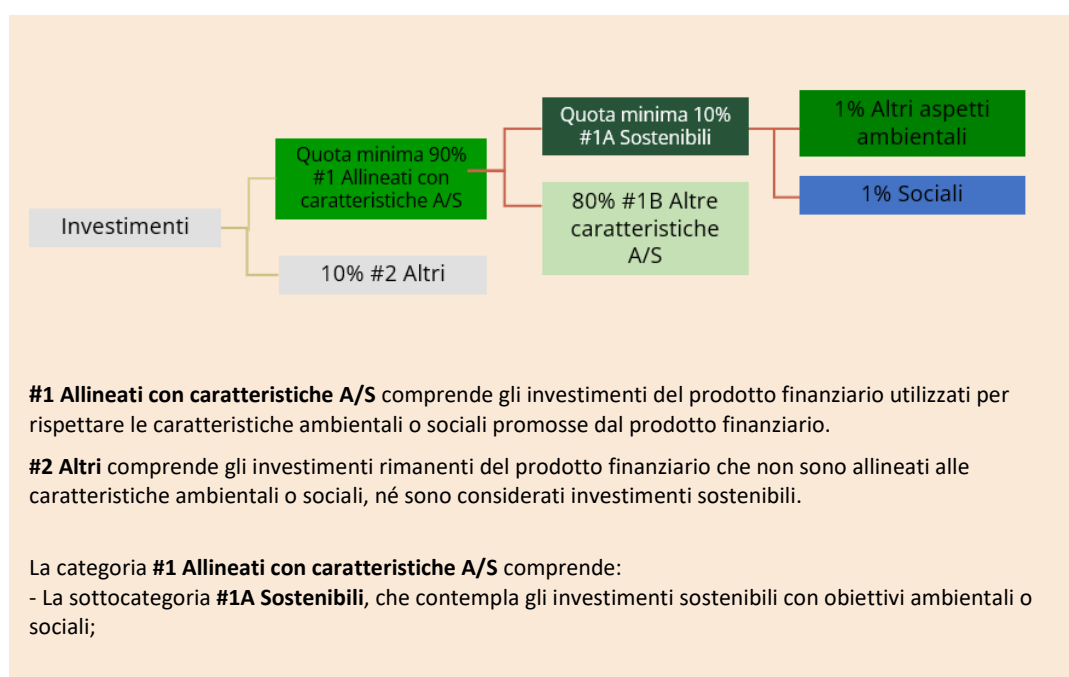 Investimenti
Quota minima 90%
#1 Allineati con
caratteristiche A/S
10% #2 Altri
Quota minima 10%
#1A Sostenibili
80% #1B Altre
caratteristiche
A/S
1% Altri aspetti
ambientali
1% Sociali
#1 Allineati con caratteristiche A/S comprende gli investimenti del prodotto finanziario utilizzati per
rispettare le caratteristiche ambientali o sociali promosse dal prodotto finanziario.
#2 Altri comprende gli investimenti rimanenti del prodotto finanziario che non sono allineati alle
caratteristiche ambientali o sociali, né sono considerati investimenti sostenibili.
La categoria #1 Allineati con caratteristiche A/S comprende:
- La sottocategoria #1A Sostenibili, che contempla gli investimenti sostenibili con obiettivi ambientali o
sociali;